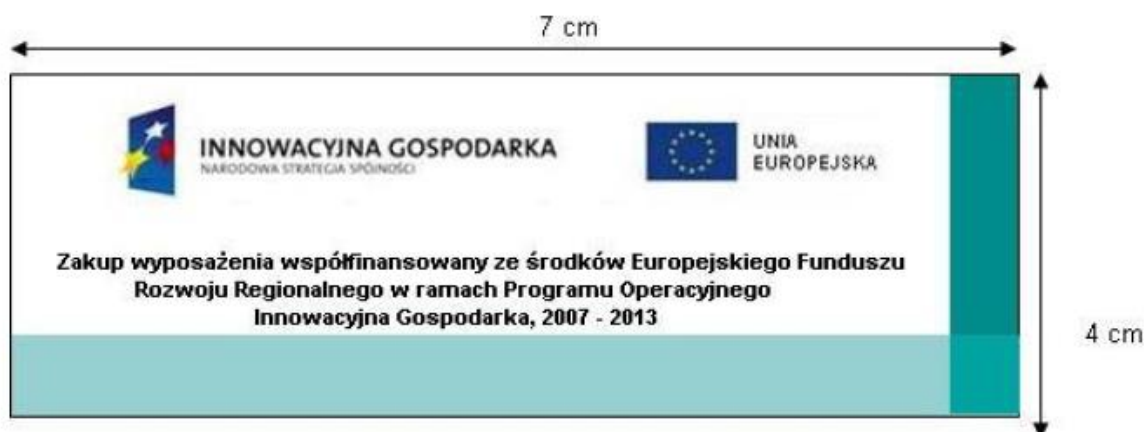 7 cm
INNOWACYJNA GOSPODARKA
NARODOWA STRATEGIA SPÓJNOŚCI
UNIA
EUROPEJSKA
Zakup wyposażenia współfinansowany ze środków Europejskiego Funduszu
Rozwoju Regionalnego w ramach Programu Operacyjnego
Innowacyjna Gospodarka, 2007 - 2013
4 cm